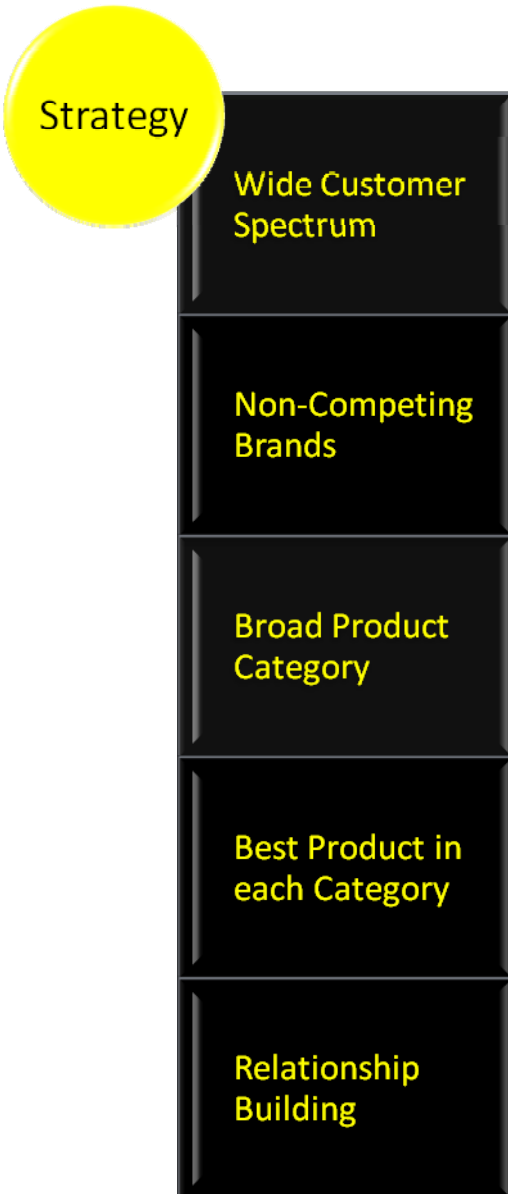 Strategy
Wide Customer
Spectrum
Non-Competing
Brands
Broad Product
Category
Best Product in
each Category
Relationship
Building